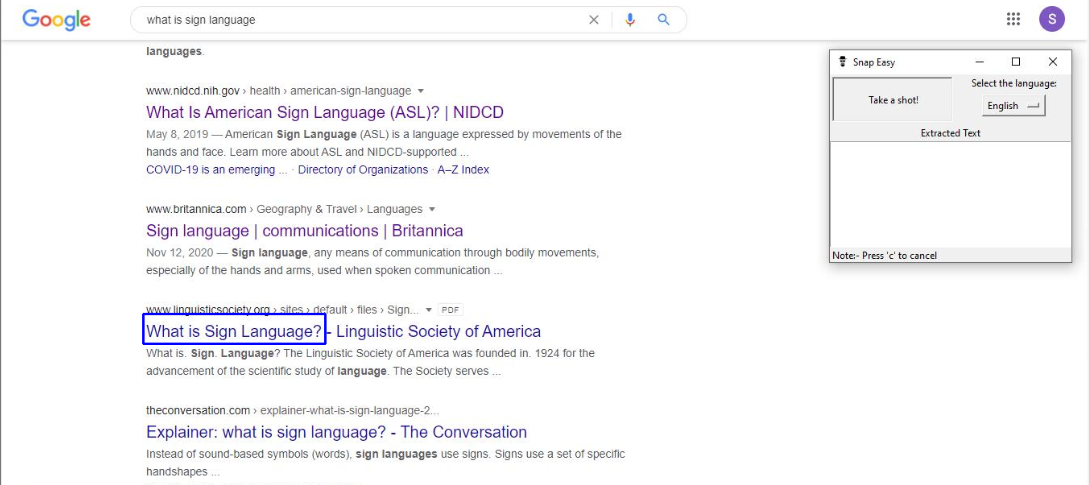 Google
what is sign language
S
languages.
www.nidcd.nih.gov › health › american-sign-language
What Is American Sign Language (ASL)? | NIDCD
May 8, 2019 — American Sign Language (ASL) is a language expressed by movements of the
hands and face. Learn more about ASL and NIDCD-supported ...
COVID-19 is an emerging ... · Directory of Organizations · A–Z Index
www.britannica.com › Geography & Travel › Languages
Sign language | communications | Britannica
Nov 12, 2020 — Sign language, any means of communication through bodily movements,
especially of the hands and arms, used when spoken communication ...
www.linguisticsociety.org › sites › default › files › Sign... PDF
What is Sign Language? - Linguistic Society of America
What is. Sign. Language? The Linguistic Society of America was founded in. 1924 for the
advancement of the scientific study of language. The Society serves ...
theconversation.com › explainer-what-is-sign-language-2...
Explainer: what is sign language? - The Conversation
Instead of sound-based symbols (words), sign languages use signs. Signs use a set of specific
handshapes ...
Snap Easy
Take a shot!
Select the language:
English
Extracted Text
Note:- Press 'c' to cancel